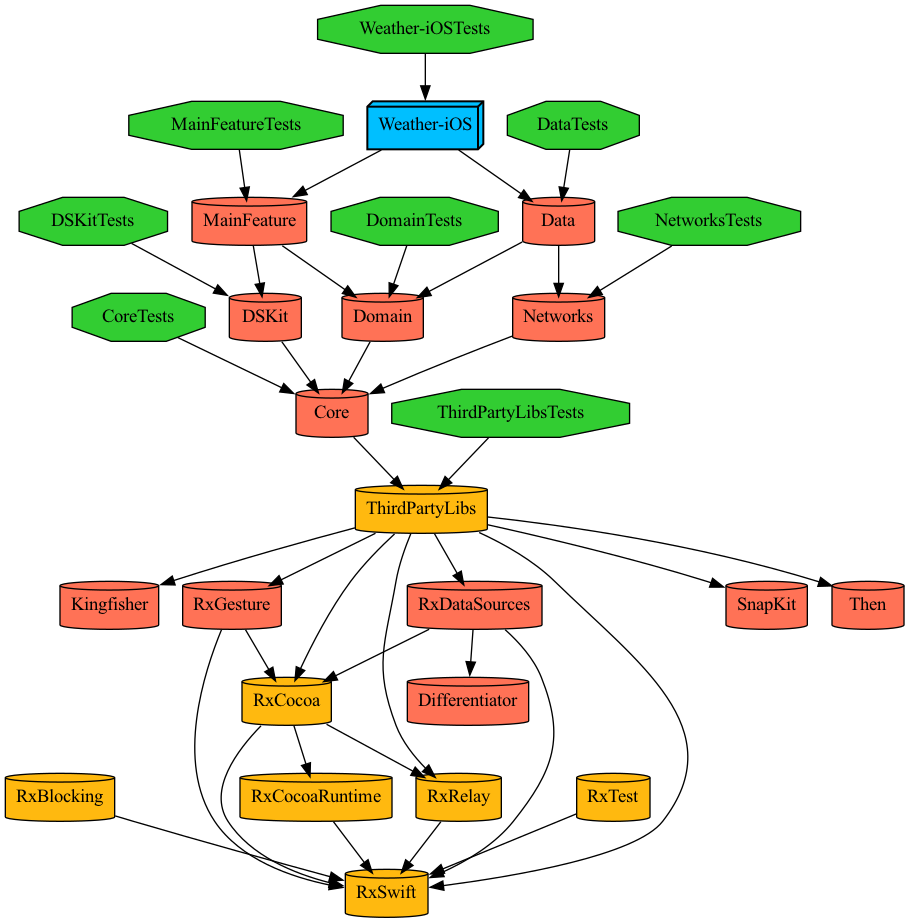 Weather-iOSTests
MainFeatureTests
Weather-iOS
DataTests
DSKitTests
MainFeature
DomainTests
Data
NetworksTests
CoreTests
DSKit
Domain
Networks
Core
ThirdPartyLibsTests
ThirdPartyLibs
Kingfisher
RxGesture
RxDataSources
SnapKit
Then
RxCocoa
Differentiator
RxBlocking
RxCocoaRuntime
RxRelay
RxTest
RxSwift